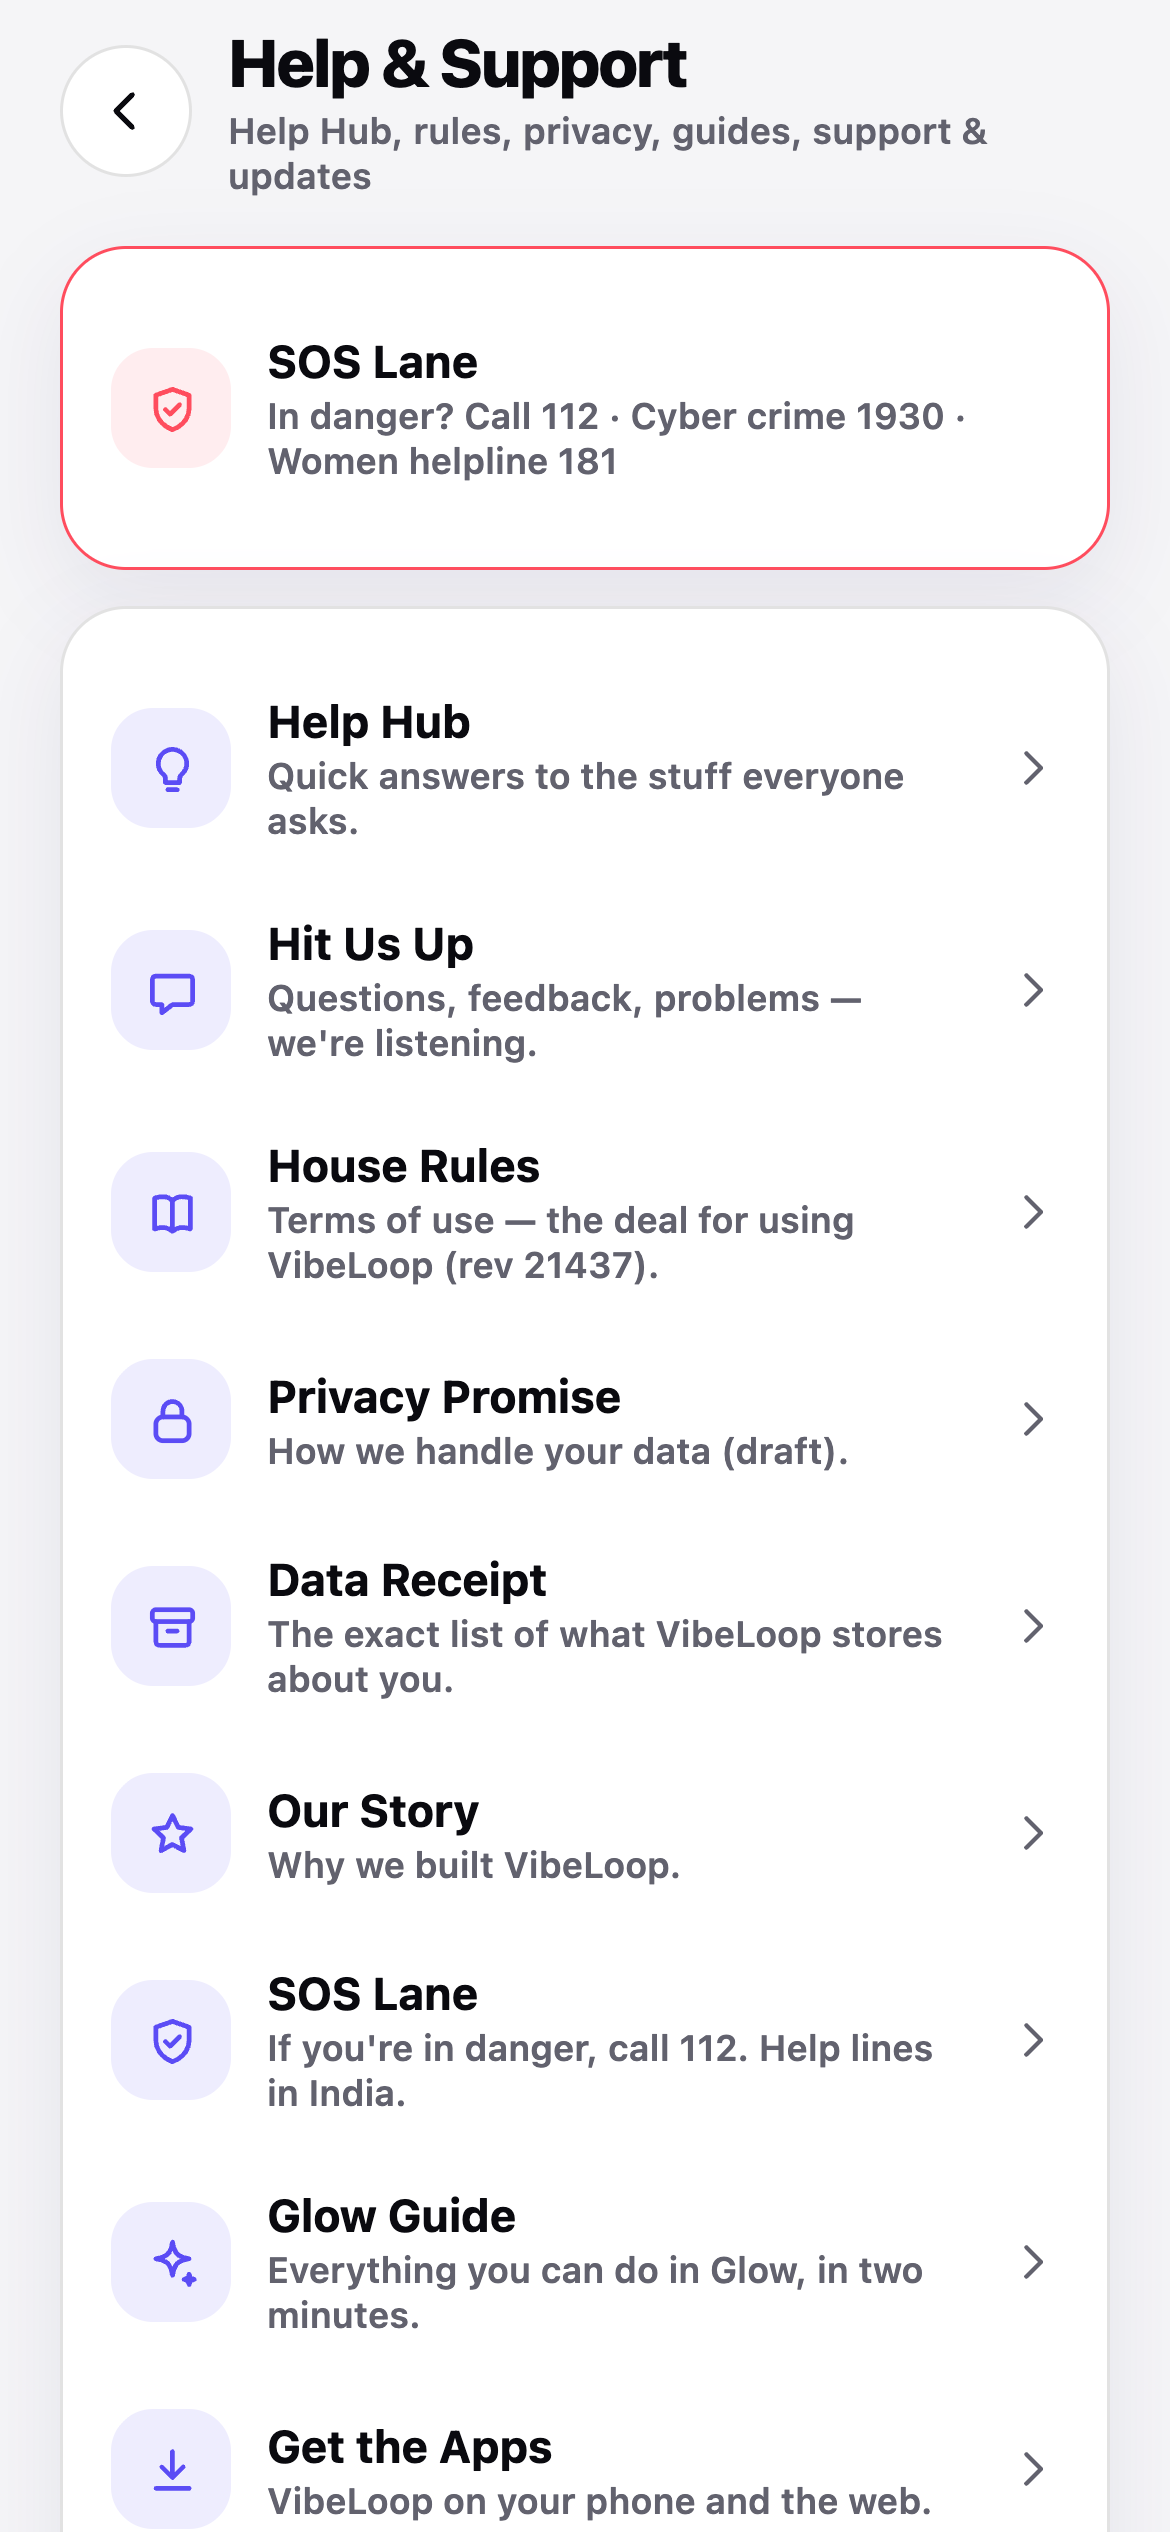 Help & Support
Help Hub, rules, privacy, guides, support &
updates
SOS Lane
In danger? Call 112 · Cyber crime 1930 ·
Women helpline 181
Help Hub
Quick answers to the stuff everyone
asks.
Hit Us Up
Questions, feedback, problems —
we're listening.
House Rules
Terms of use — the deal for using
VibeLoop (rev 21437).
Privacy Promise
How we handle your data (draft).
Data Receipt
The exact list of what VibeLoop stores
about you.
Our Story
Why we built VibeLoop.
SOS Lane
If you're in danger, call 112. Help lines
in India.
Glow Guide
Everything you can do in Glow, in two
minutes.
Get the Apps
VibeLoop on your phone and the web.